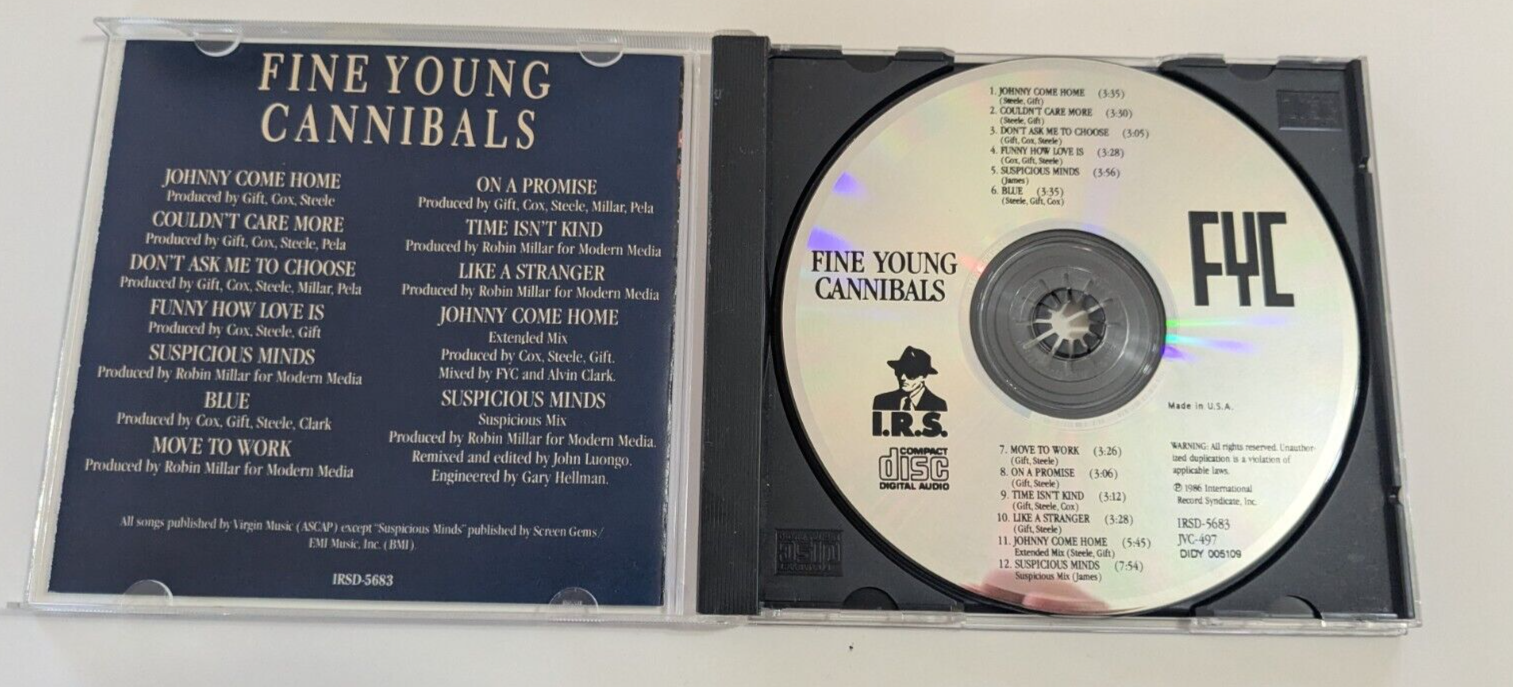 FINE YOUNG
CANNIBALS
JOHNNY COME HOME
Produced by Gift, Cox, Steele
COULDN'T CARE MORE
Produced by Gift, Cox, Steele, Pela
DON'T ASK ME TO CHOOSE
Produced by Gift, Cox, Steele, Millar, Pela
FUNNY HOW LOVE IS
Produced by Cox, Steele, Gift
SUSPICIOUS MINDS
Produced by Robin Millar for Modern Media
BLUE
Produced by Cox, Gift, Steele, Clark
MOVE TO WORK
Produced by Robin Millar for Modern Media
ON A PROMISE
Produced by Gift, Cox, Steele, Millar, Pela
TIME ISN'T KIND
Produced by Robin Millar for Modern Media
LIKE A STRANGER
Produced by Robin Millar for Modern Media
JOHNNY COME HOME
Extended Mix
Produced by Cox, Steele, Gift.
Mixed by FYC and Alvin Clark.
SUSPICIOUS MINDS
Suspicious Mix
Produced by Robin Millar for Modern Media.
Remixed and edited by John Luongo.
Engineered by Gary Hellman.
All songs published by Virgin Music (ASCAP) except "Suspicious Minds" published by Screen Gems/
EMI Music, Inc. (BMI).
IRSD-5683
1. JOHNNY COME HOME (3:35)
(Steele, Gift)
2. COULDN'T CARE MORE (3:30)
(Steele, Gift)
3. DON'T ASK ME TO CHOOSE (3:05)
(Gift, Cox, Steele)
4. FUNNY HOW LOVE IS (3:28)
(Cox, Gift, Steele)
5. SUSPICIOUS MINDS (3:56)
(James)
6. BLUE (3:35)
(Steele, Gift, Cox)
FINE YOUNG
CANNIBALS
FYC
I.R.S.
COMPACT
disc
DIGITAL AUDIO
Made in U.S.A.
7. MOVE TO WORK (3:26)
(Gift, Steele)
8. ON A PROMISE (3:06)
(Gift, Steele)
9. TIME ISN'T KIND (3:12)
(Gift, Steele, Cox)
10. LIKE A STRANGER (3:28)
(Gift, Steele)
11. JOHNNY COME HOME (5:45)
Extended Mix (Steele, Gift)
12. SUSPICIOUS MINDS (7:54)
Suspicious Mix (James)
WARNING: All rights reserved. Unauthor-
ized duplication is a violation of
applicable laws.
℗ 1986 International
Record Syndicate, Inc.
IRSD-5683
JVC-497
DIDY 005109
disc